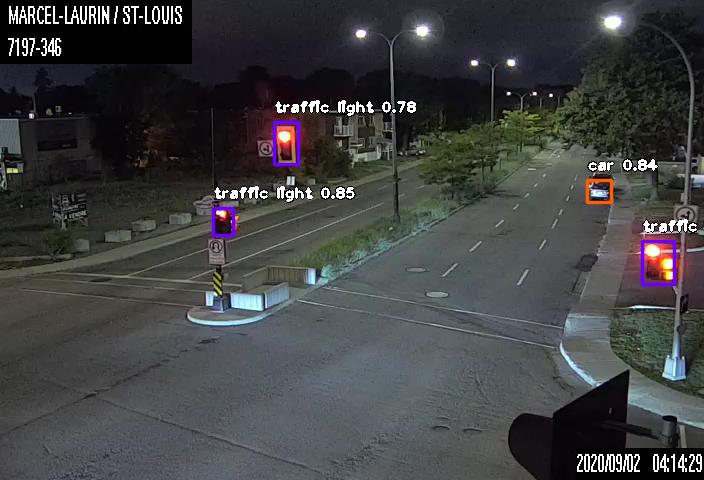 MARCEL-LAURIN / ST-LOUIS
7197-346
traffic light 0.78
car 0.84
traffic light 0.85
traffic
2020/09/02 04:14:29